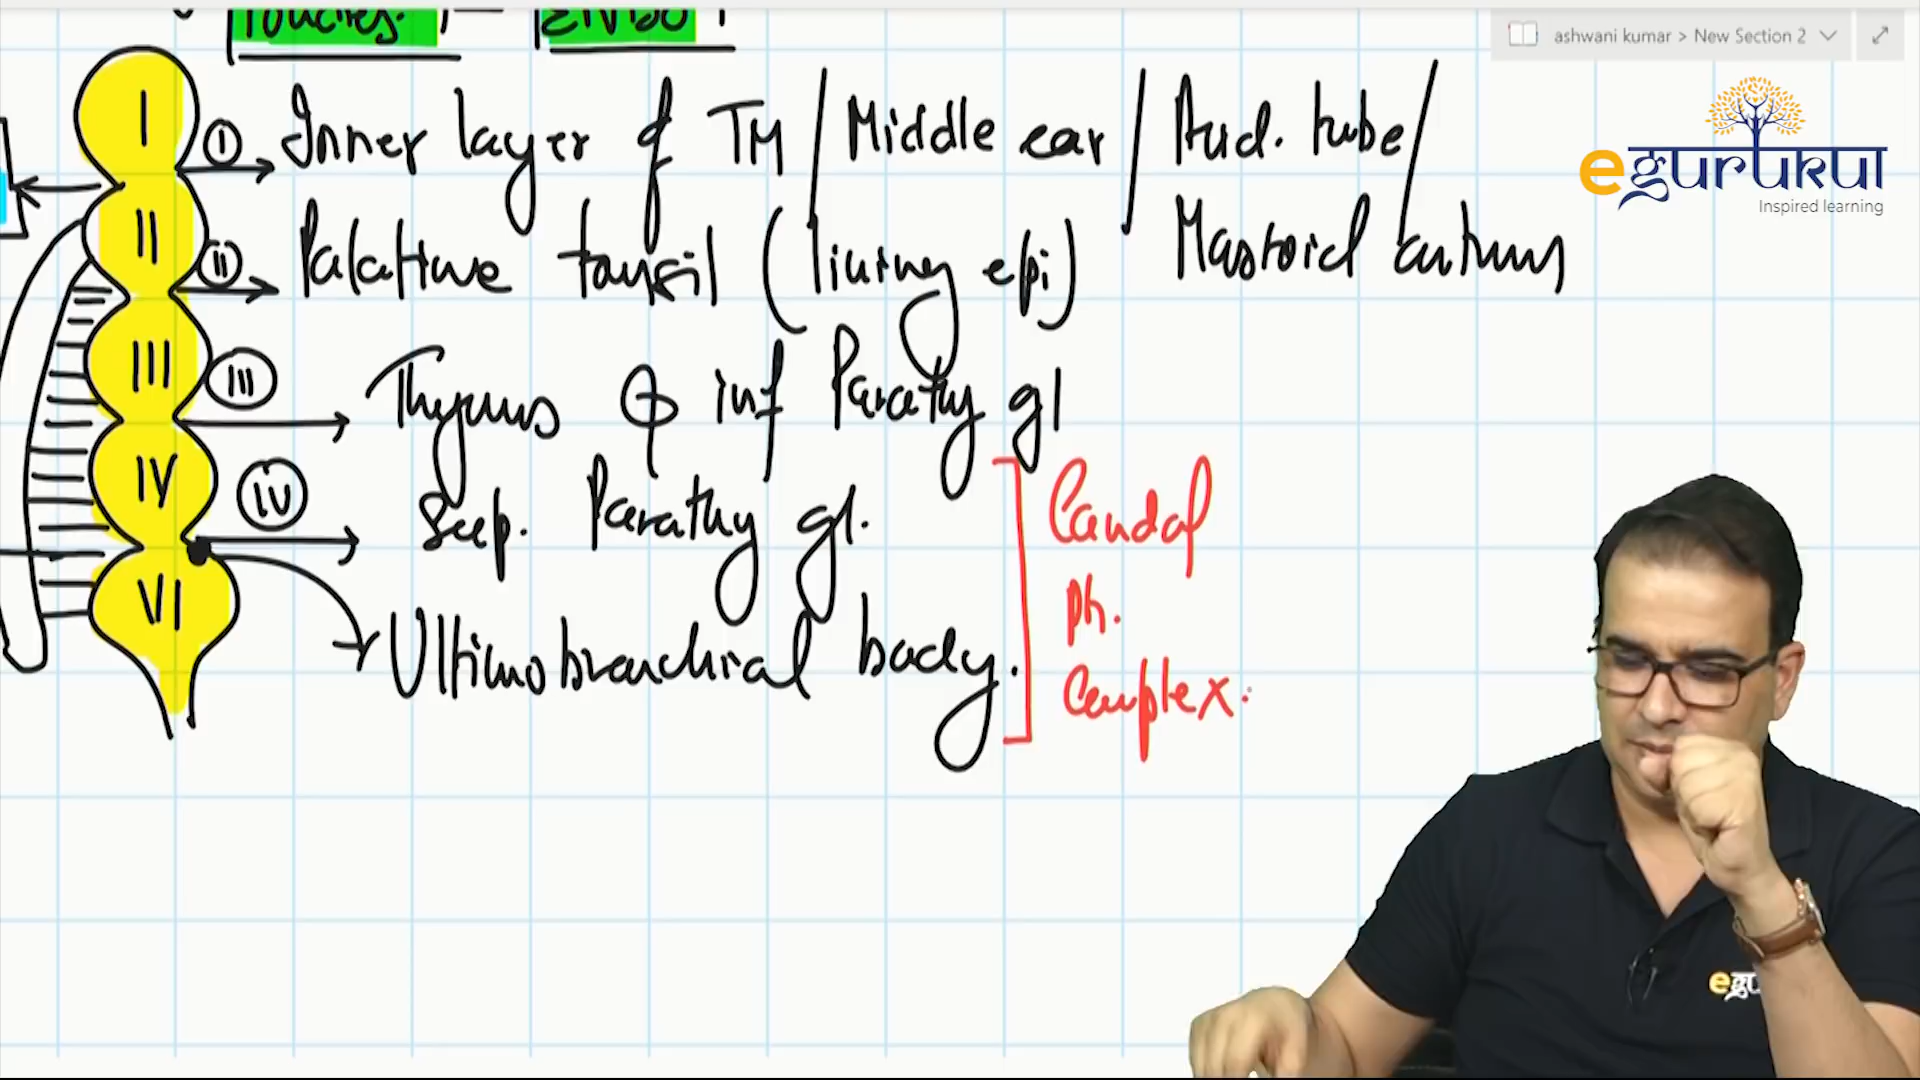 Pouches. — ENDO
ashwani kumar > New Section 2
egurukul
Inspired learning
I
I → Inner layer of TM / Middle ear / Aud. tube /
Mastoid antrum
II
II → Palatine tonsil (lining epi)
III
III → Thymus & inf Parathy gl
IV
IV → Sup. Parathy gl.
VI
Ultimobranchial body.
Caudal
Ph.
Complex.